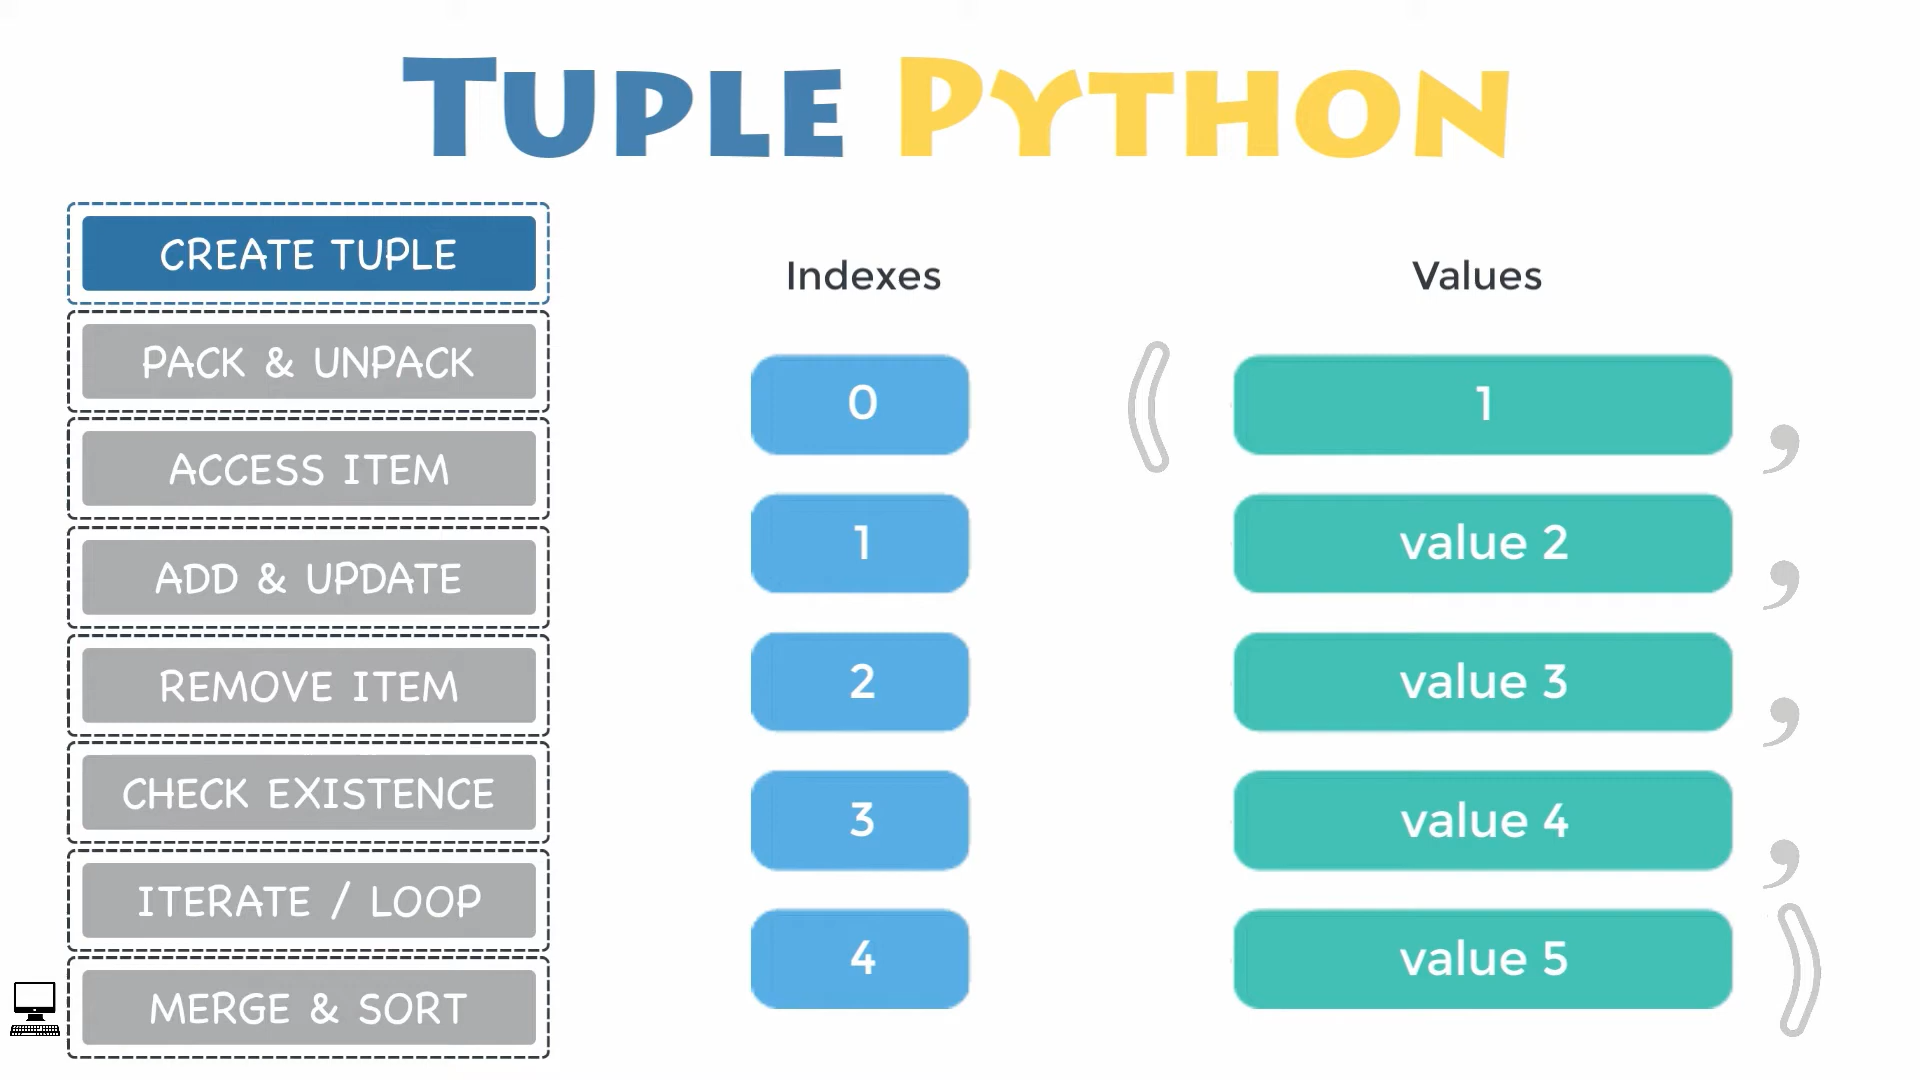 TUPLE PYTHON
CREATE TUPLE
PACK & UNPACK
ACCESS ITEM
ADD & UPDATE
REMOVE ITEM
CHECK EXISTENCE
ITERATE / LOOP
MERGE & SORT
Indexes Values
0 ( 1 ,
1 value 2 ,
2 value 3 ,
3 value 4 ,
4 value 5 )